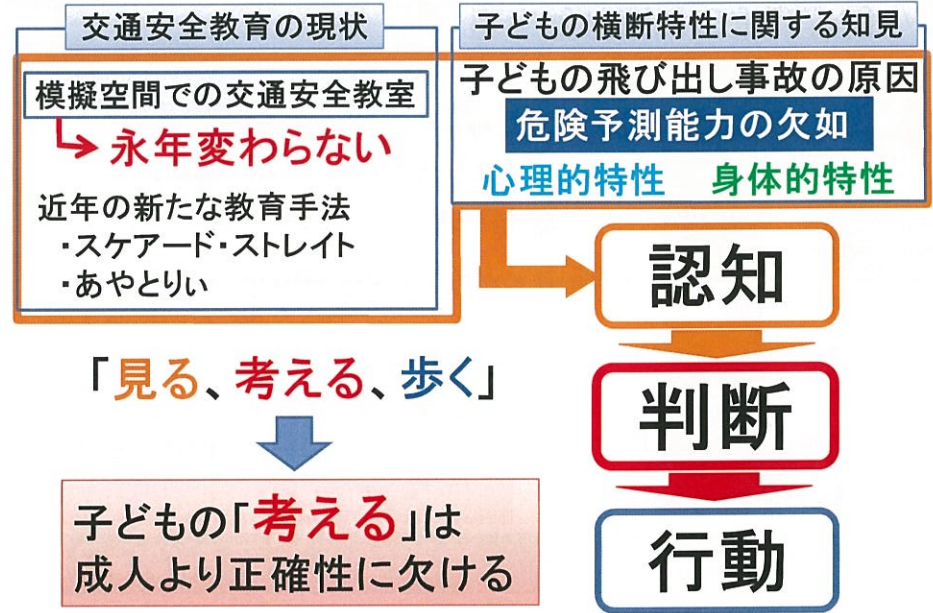 交通安全教育の現状
模擬空間での交通安全教室
永年変わらない
近年の新たな教育手法
・スケアード・ストレイト
・あやとりぃ
子どもの横断特性に関する知見
子どもの飛び出し事故の原因
危険予測能力の欠如
心理的特性 身体的特性
認知
判断
行動
「見る、考える、歩く」
子どもの「考える」は
成人より正確性に欠ける